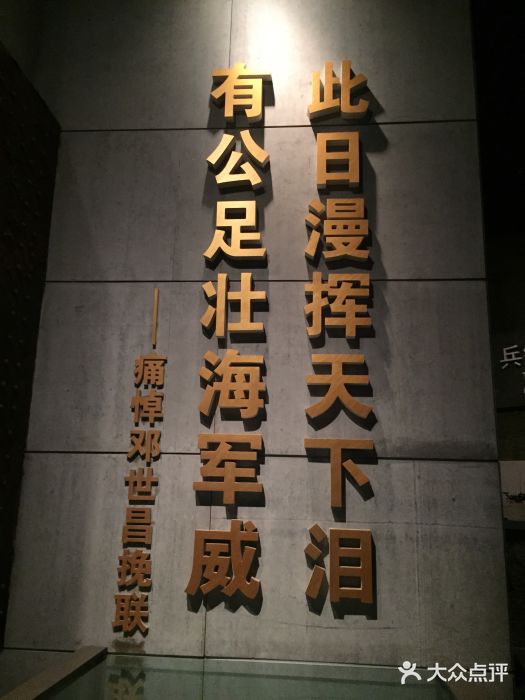 此日漫挥天下泪
有公足壮海军威
——痛悼邓世昌挽联
兵
大众点评